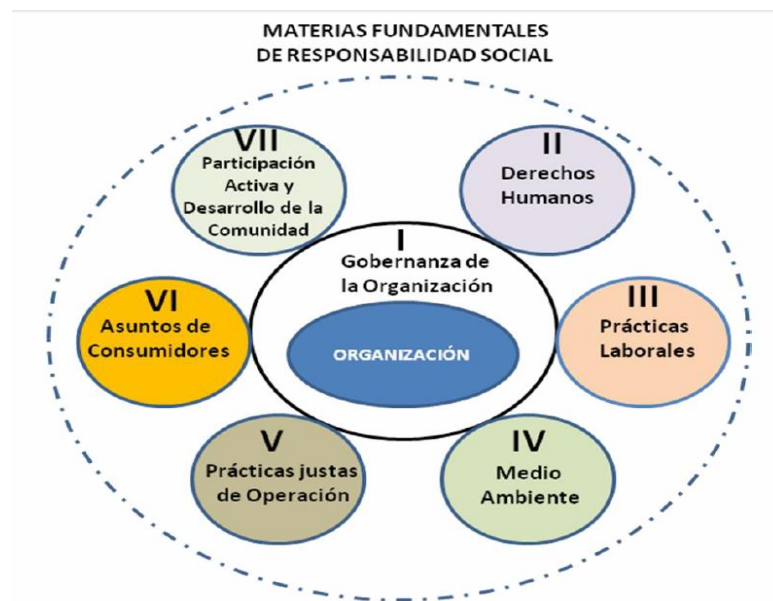 MATERIAS FUNDAMENTALES
DE RESPONSABILIDAD SOCIAL
I
Gobernanza de
la Organización
ORGANIZACIÓN
II
Derechos
Humanos
III
Prácticas
Laborales
IV
Medio
Ambiente
V
Prácticas justas
de Operación
VI
Asuntos de
Consumidores
VII
Participación
Activa y
Desarrollo de la
Comunidad